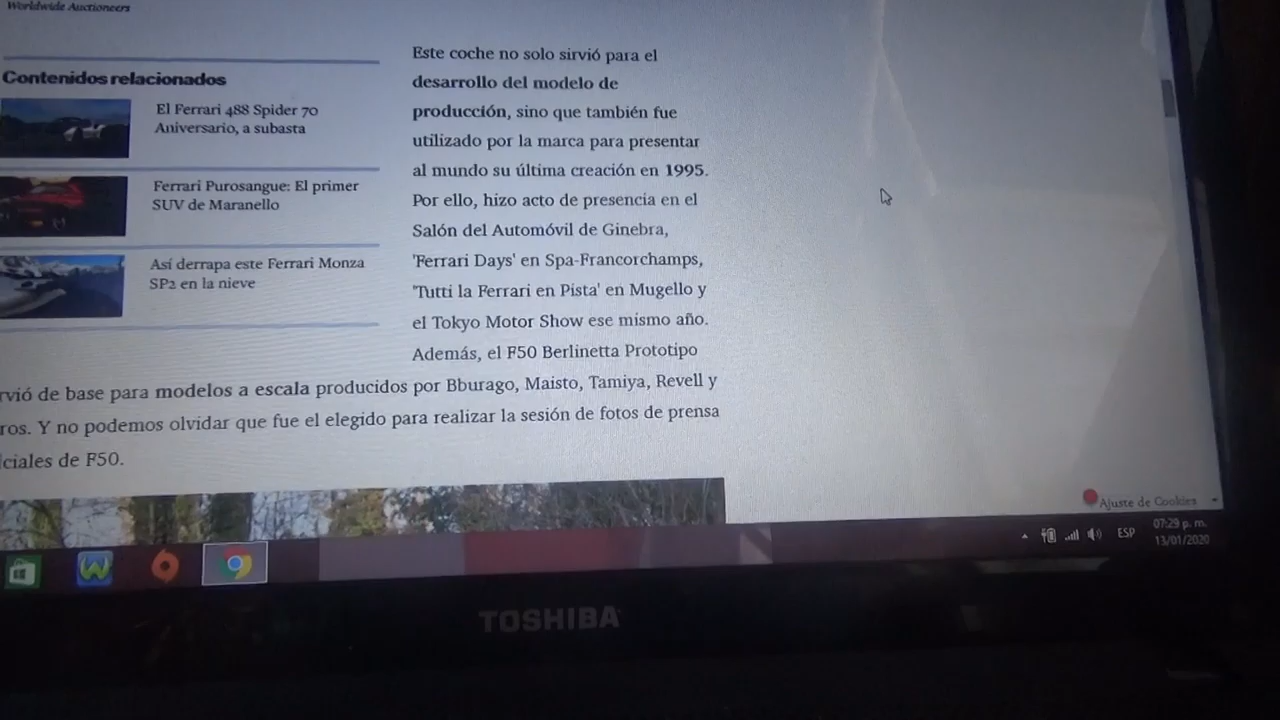 Worldwide Auctioneers
Contenidos relacionados
El Ferrari 488 Spider 70
Aniversario, a subasta
Ferrari Purosangue: El primer
SUV de Maranello
Así derrapa este Ferrari Monza
SP2 en la nieve
Este coche no solo sirvió para el
desarrollo del modelo de
producción, sino que también fue
utilizado por la marca para presentar
al mundo su última creación en 1995.
Por ello, hizo acto de presencia en el
Salón del Automóvil de Ginebra,
'Ferrari Days' en Spa-Francorchamps,
'Tutti la Ferrari en Pista' en Mugello y
el Tokyo Motor Show ese mismo año.
Además, el F50 Berlinetta Prototipo
rvió de base para modelos a escala producidos por Bburago, Maisto, Tamiya, Revell y
ros. Y no podemos olvidar que fue el elegido para realizar la sesión de fotos de prensa
ciales de F50.
Ajuste de Cookies
ESP
07:29 p. m.
13/01/2020
TOSHIBA